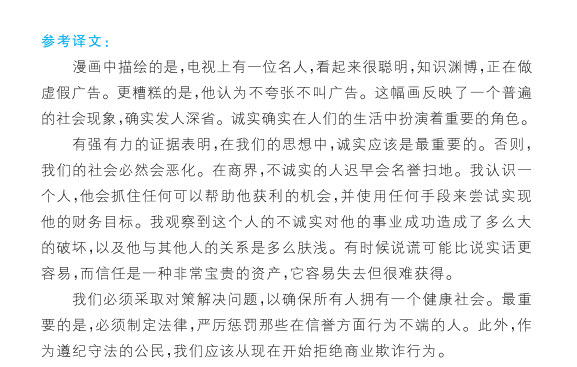 参考译文：
漫画中描绘的是,电视上有一位名人,看起来很聪明,知识渊博,正在做
虚假广告。更糟糕的是,他认为不夸张不叫广告。这幅画反映了一个普遍
的社会现象,确实发人深省。诚实确实在人们的生活中扮演着重要的角色。
有强有力的证据表明,在我们的思想中,诚实应该是最重要的。否则,
我们的社会必然会恶化。在商界,不诚实的人迟早会名誉扫地。我认识一
个人,他会抓住任何可以帮助他获利的机会,并使用任何手段来尝试实现
他的财务目标。我观察到这个人的不诚实对他的事业成功造成了多么大
的破坏,以及他与其他人的关系是多么肤浅。有时候说谎可能比说实话更
容易,而信任是一种非常宝贵的资产,它容易失去但很难获得。
我们必须采取对策解决问题,以确保所有人拥有一个健康社会。最重
要的是,必须制定法律,严厉惩罚那些在信誉方面行为不端的人。此外,作
为遵纪守法的公民,我们应该从现在开始拒绝商业欺诈行为。